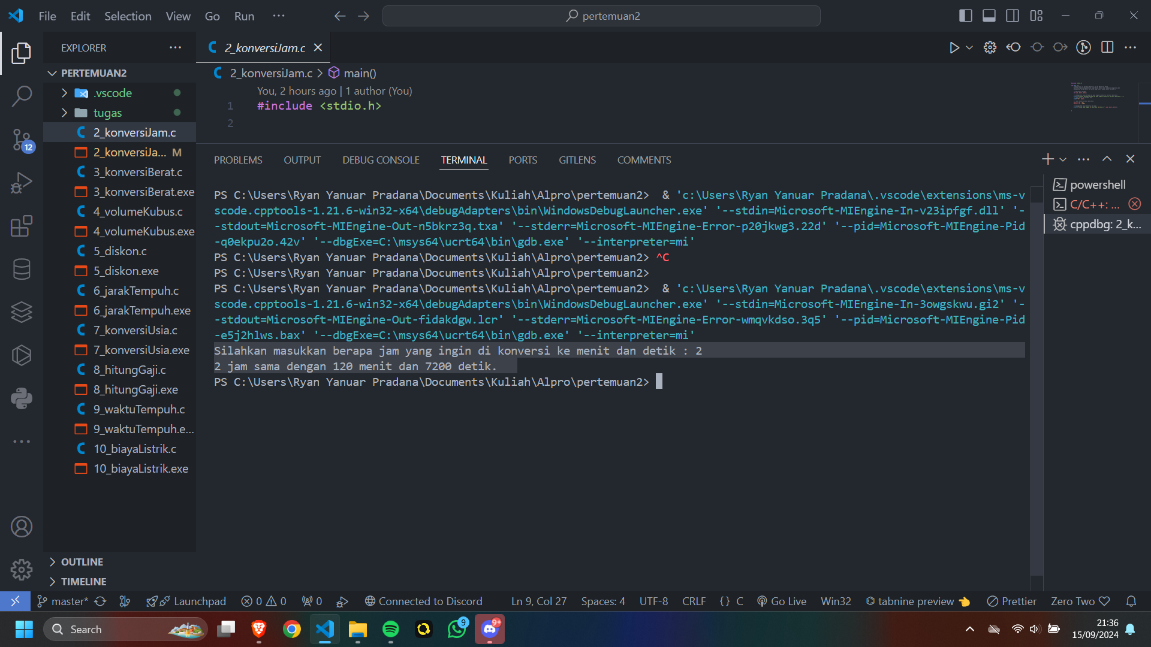 File Edit Selection View Go Run ··· pertemuan2
EXPLORER ···
PERTEMUAN2
.vscode
tugas
2_konversiJam.c
2_konversiJa... M
3_konversiBerat.c
3_konversiBerat.exe
4_volumeKubus.c
4_volumeKubus.exe
5_diskon.c
5_diskon.exe
6_jarakTempuh.c
6_jarakTempuh.exe
7_konversiUsia.c
7_konversiUsia.exe
8_hitungGaji.c
8_hitungGaji.exe
9_waktuTempuh.c
9_waktuTempuh.e...
10_biayaListrik.c
10_biayaListrik.exe
OUTLINE
TIMELINE
12
2_konversiJam.c
2_konversiJam.c > main()
You, 2 hours ago | 1 author (You)
1 #include <stdio.h>
2
PROBLEMS OUTPUT DEBUG CONSOLE TERMINAL PORTS GITLENS COMMENTS
PS C:\Users\Ryan Yanuar Pradana\Documents\Kuliah\Alpro\pertemuan2>  & 'c:\Users\Ryan Yanuar Pradana\.vscode\extensions\ms-v
scode.cpptools-1.21.6-win32-x64\debugAdapters\bin\WindowsDebugLauncher.exe' '--stdin=Microsoft-MIEngine-In-v23ipfgf.dll' '-
-stdout=Microsoft-MIEngine-Out-n5bkrz3q.txa' '--stderr=Microsoft-MIEngine-Error-p20jkwg3.22d' '--pid=Microsoft-MIEngine-Pid
-q0ekpu2o.42v' '--dbgExe=C:\msys64\ucrt64\bin\gdb.exe' '--interpreter=mi'
PS C:\Users\Ryan Yanuar Pradana\Documents\Kuliah\Alpro\pertemuan2> ^C
PS C:\Users\Ryan Yanuar Pradana\Documents\Kuliah\Alpro\pertemuan2>
PS C:\Users\Ryan Yanuar Pradana\Documents\Kuliah\Alpro\pertemuan2>  & 'c:\Users\Ryan Yanuar Pradana\.vscode\extensions\ms-v
scode.cpptools-1.21.6-win32-x64\debugAdapters\bin\WindowsDebugLauncher.exe' '--stdin=Microsoft-MIEngine-In-3owgskwu.gi2' '-
-stdout=Microsoft-MIEngine-Out-fidakdgw.lcr' '--stderr=Microsoft-MIEngine-Error-wmqvkdso.3q5' '--pid=Microsoft-MIEngine-Pid
-e5j2hlws.bax' '--dbgExe=C:\msys64\ucrt64\bin\gdb.exe' '--interpreter=mi'
Silahkan masukkan berapa jam yang ingin di konversi ke menit dan detik : 2
2 jam sama dengan 120 menit dan 7200 detik.
PS C:\Users\Ryan Yanuar Pradana\Documents\Kuliah\Alpro\pertemuan2>
powershell
C/C++: ...
cppdbg: 2_k...
master* Launchpad 0 0 0 Connected to Discord Ln 9, Col 27 Spaces: 4 UTF-8 CRLF {} C Go Live Win32 tabnine preview Prettier Zero Two
Search 9 9+ 21:36
15/09/2024